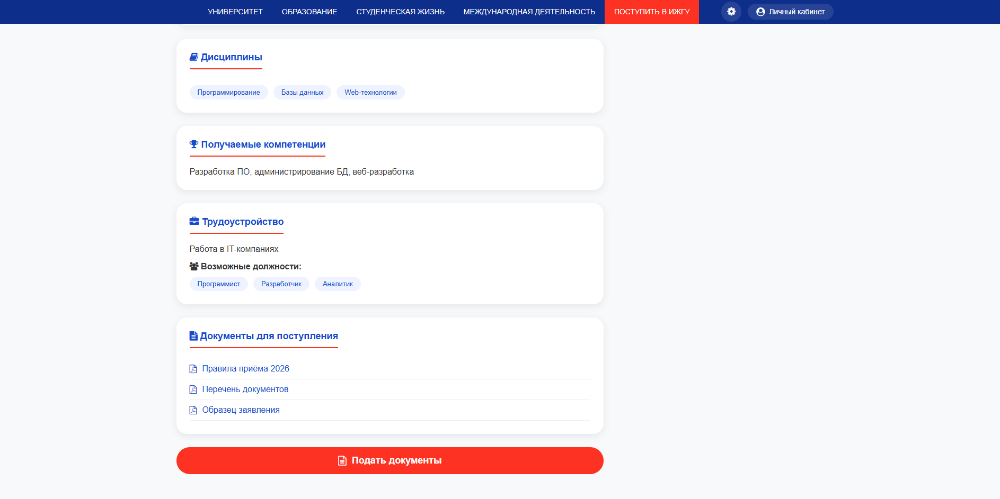 УНИВЕРСИТЕТ ОБРАЗОВАНИЕ СТУДЕНЧЕСКАЯ ЖИЗНЬ МЕЖДУНАРОДНАЯ ДЕЯТЕЛЬНОСТЬ ПОСТУПИТЬ В ИЖГУ Личный кабинет
Дисциплины
Программирование Базы данных Web-технологии
Получаемые компетенции
Разработка ПО, администрирование БД, веб-разработка
Трудоустройство
Работа в IT-компаниях
Возможные должности:
Программист Разработчик Аналитик
Документы для поступления
Правила приёма 2026
Перечень документов
Образец заявления
Подать документы